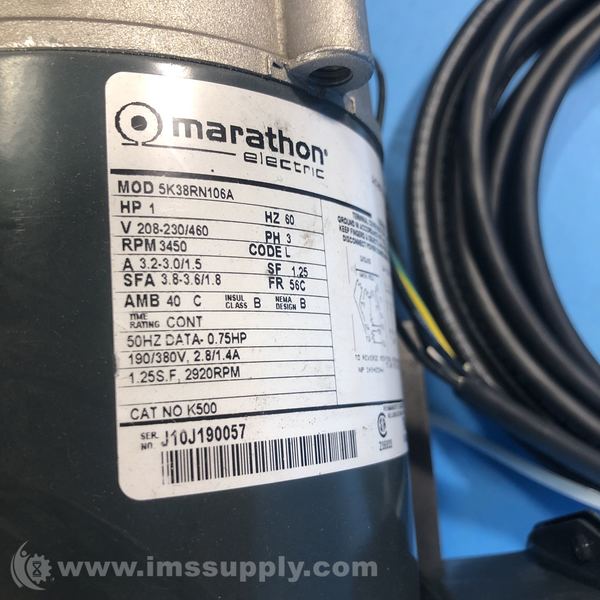 marathon®
electric
MOD 5K38RN106A
HP 1 HZ 60
V 208-230/460 PH 3
RPM 3450 CODE L
A 3.2-3.0/1.5 SF 1.25
SFA 3.8-3.6/1.8 FR 56C
AMB 40 C INSUL CLASS B NEMA DESIGN B
TIME RATING CONT
50HZ DATA- 0.75HP
190/380V, 2.8/1.4A
1.25S.F, 2920RPM
CAT NO K500
SER. NO. J10J190057
www.imssupply.com